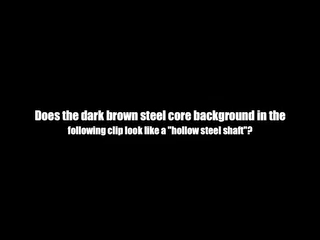 Does the dark brown steel core background in the
following clip look like a "hollow steel shaft"?